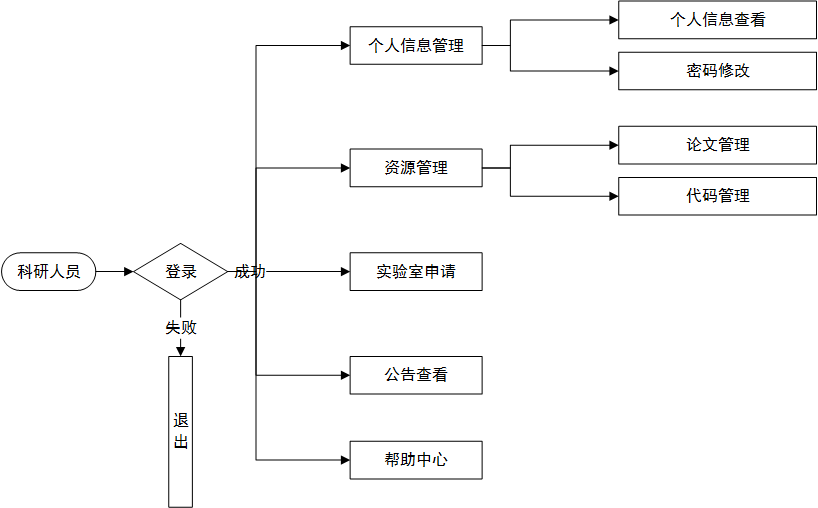 个人信息查看
个人信息管理
密码修改
论文管理
资源管理
代码管理
科研人员
登录
成功
实验室申请
失败
公告查看
退
出
帮助中心